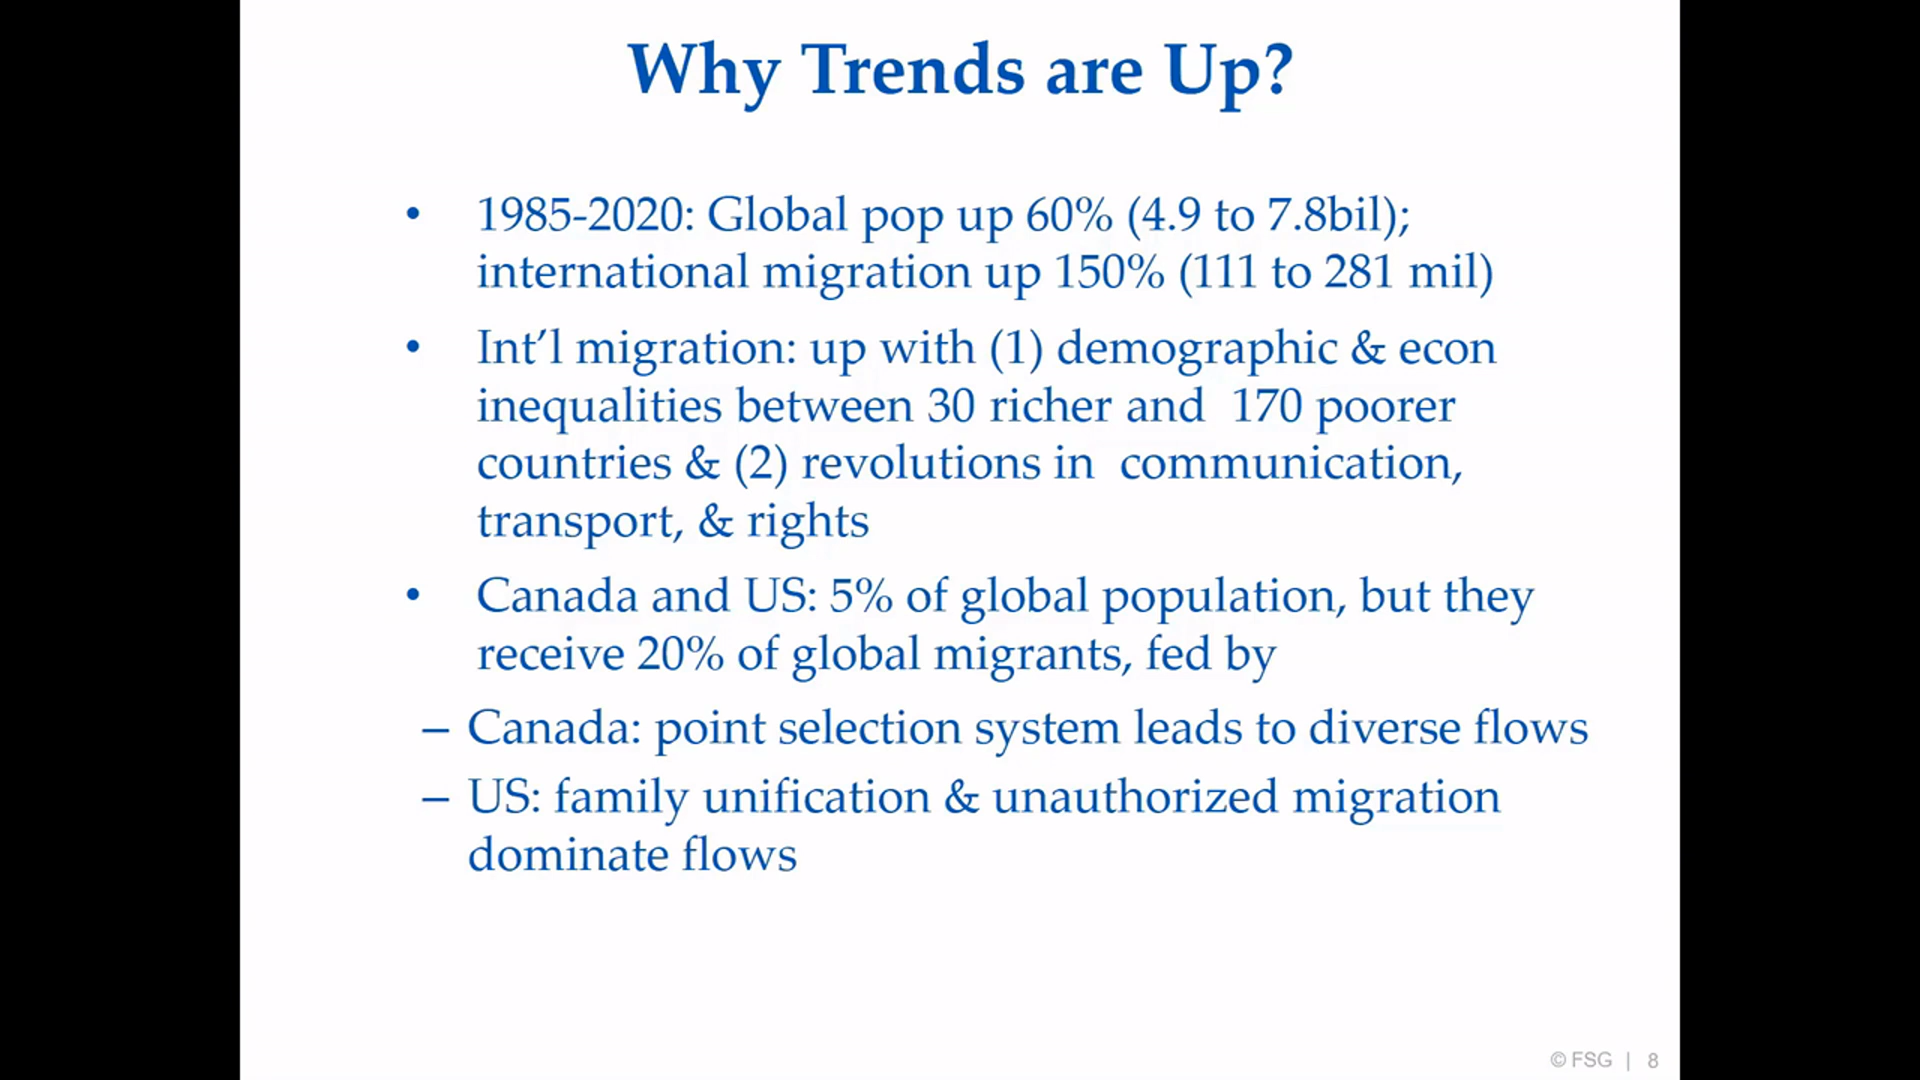 Why Trends are Up?
• 1985-2020: Global pop up 60% (4.9 to 7.8bil);
international migration up 150% (111 to 281 mil)
• Int’l migration: up with (1) demographic & econ
inequalities between 30 richer and  170 poorer
countries & (2) revolutions in  communication,
transport, & rights
• Canada and US: 5% of global population, but they
receive 20% of global migrants, fed by
– Canada: point selection system leads to diverse flows
– US: family unification & unauthorized migration
dominate flows
© FSG | 8